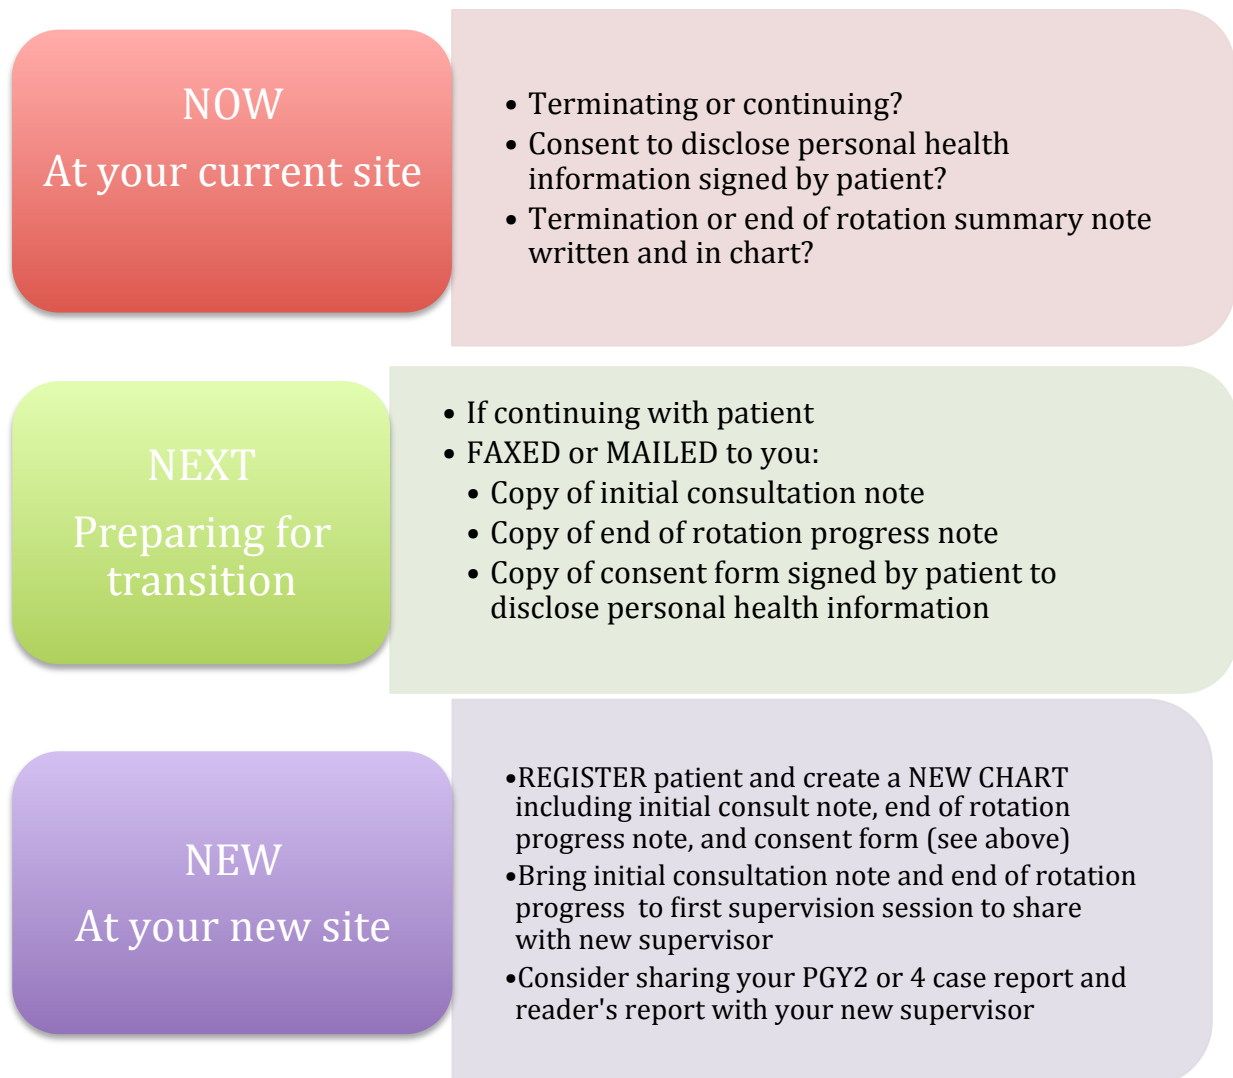 NOW
At your current site
• Terminating or continuing?
• Consent to disclose personal health
information signed by patient?
• Termination or end of rotation summary note
written and in chart?
NEXT
Preparing for
transition
• If continuing with patient
• FAXED or MAILED to you:
• Copy of initial consultation note
• Copy of end of rotation progress note
• Copy of consent form signed by patient to
disclose personal health information
NEW
At your new site
•REGISTER patient and create a NEW CHART
including initial consult note, end of rotation
progress note, and consent form (see above)
•Bring initial consultation note and end of rotation
progress  to first supervision session to share
with new supervisor
•Consider sharing your PGY2 or 4 case report and
reader's report with your new supervisor